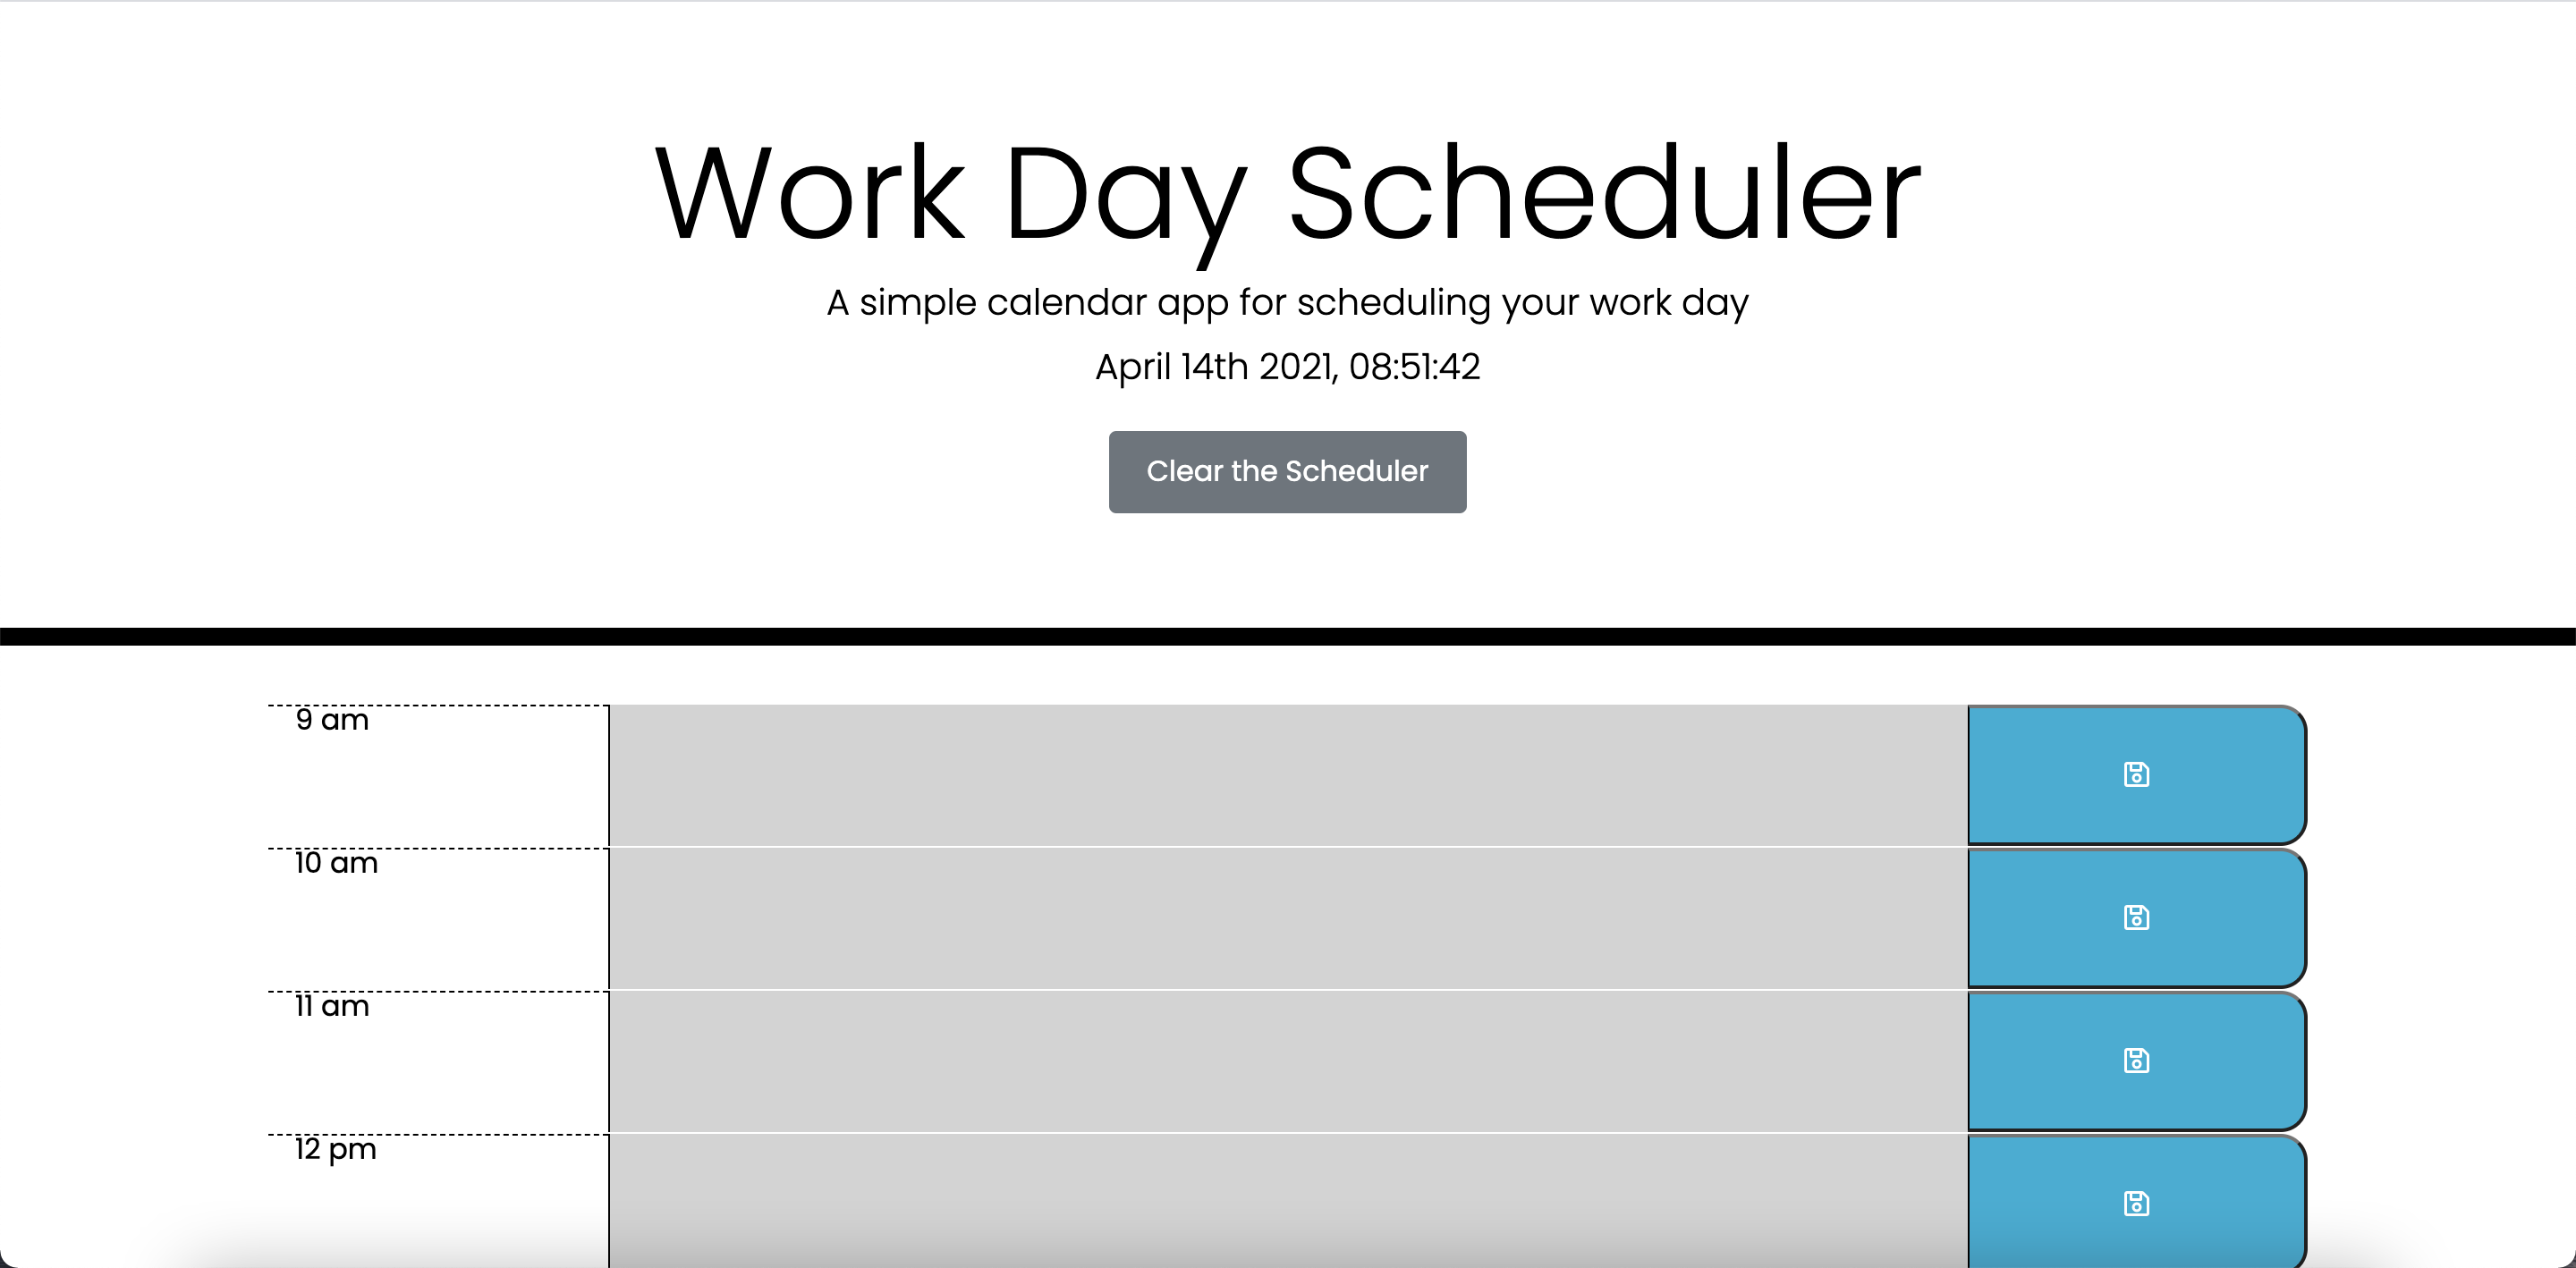 Work Day Scheduler
A simple calendar app for scheduling your work day
April 14th 2021, 08:51:42
Clear the Scheduler
9 am
10 am
11 am
12 pm